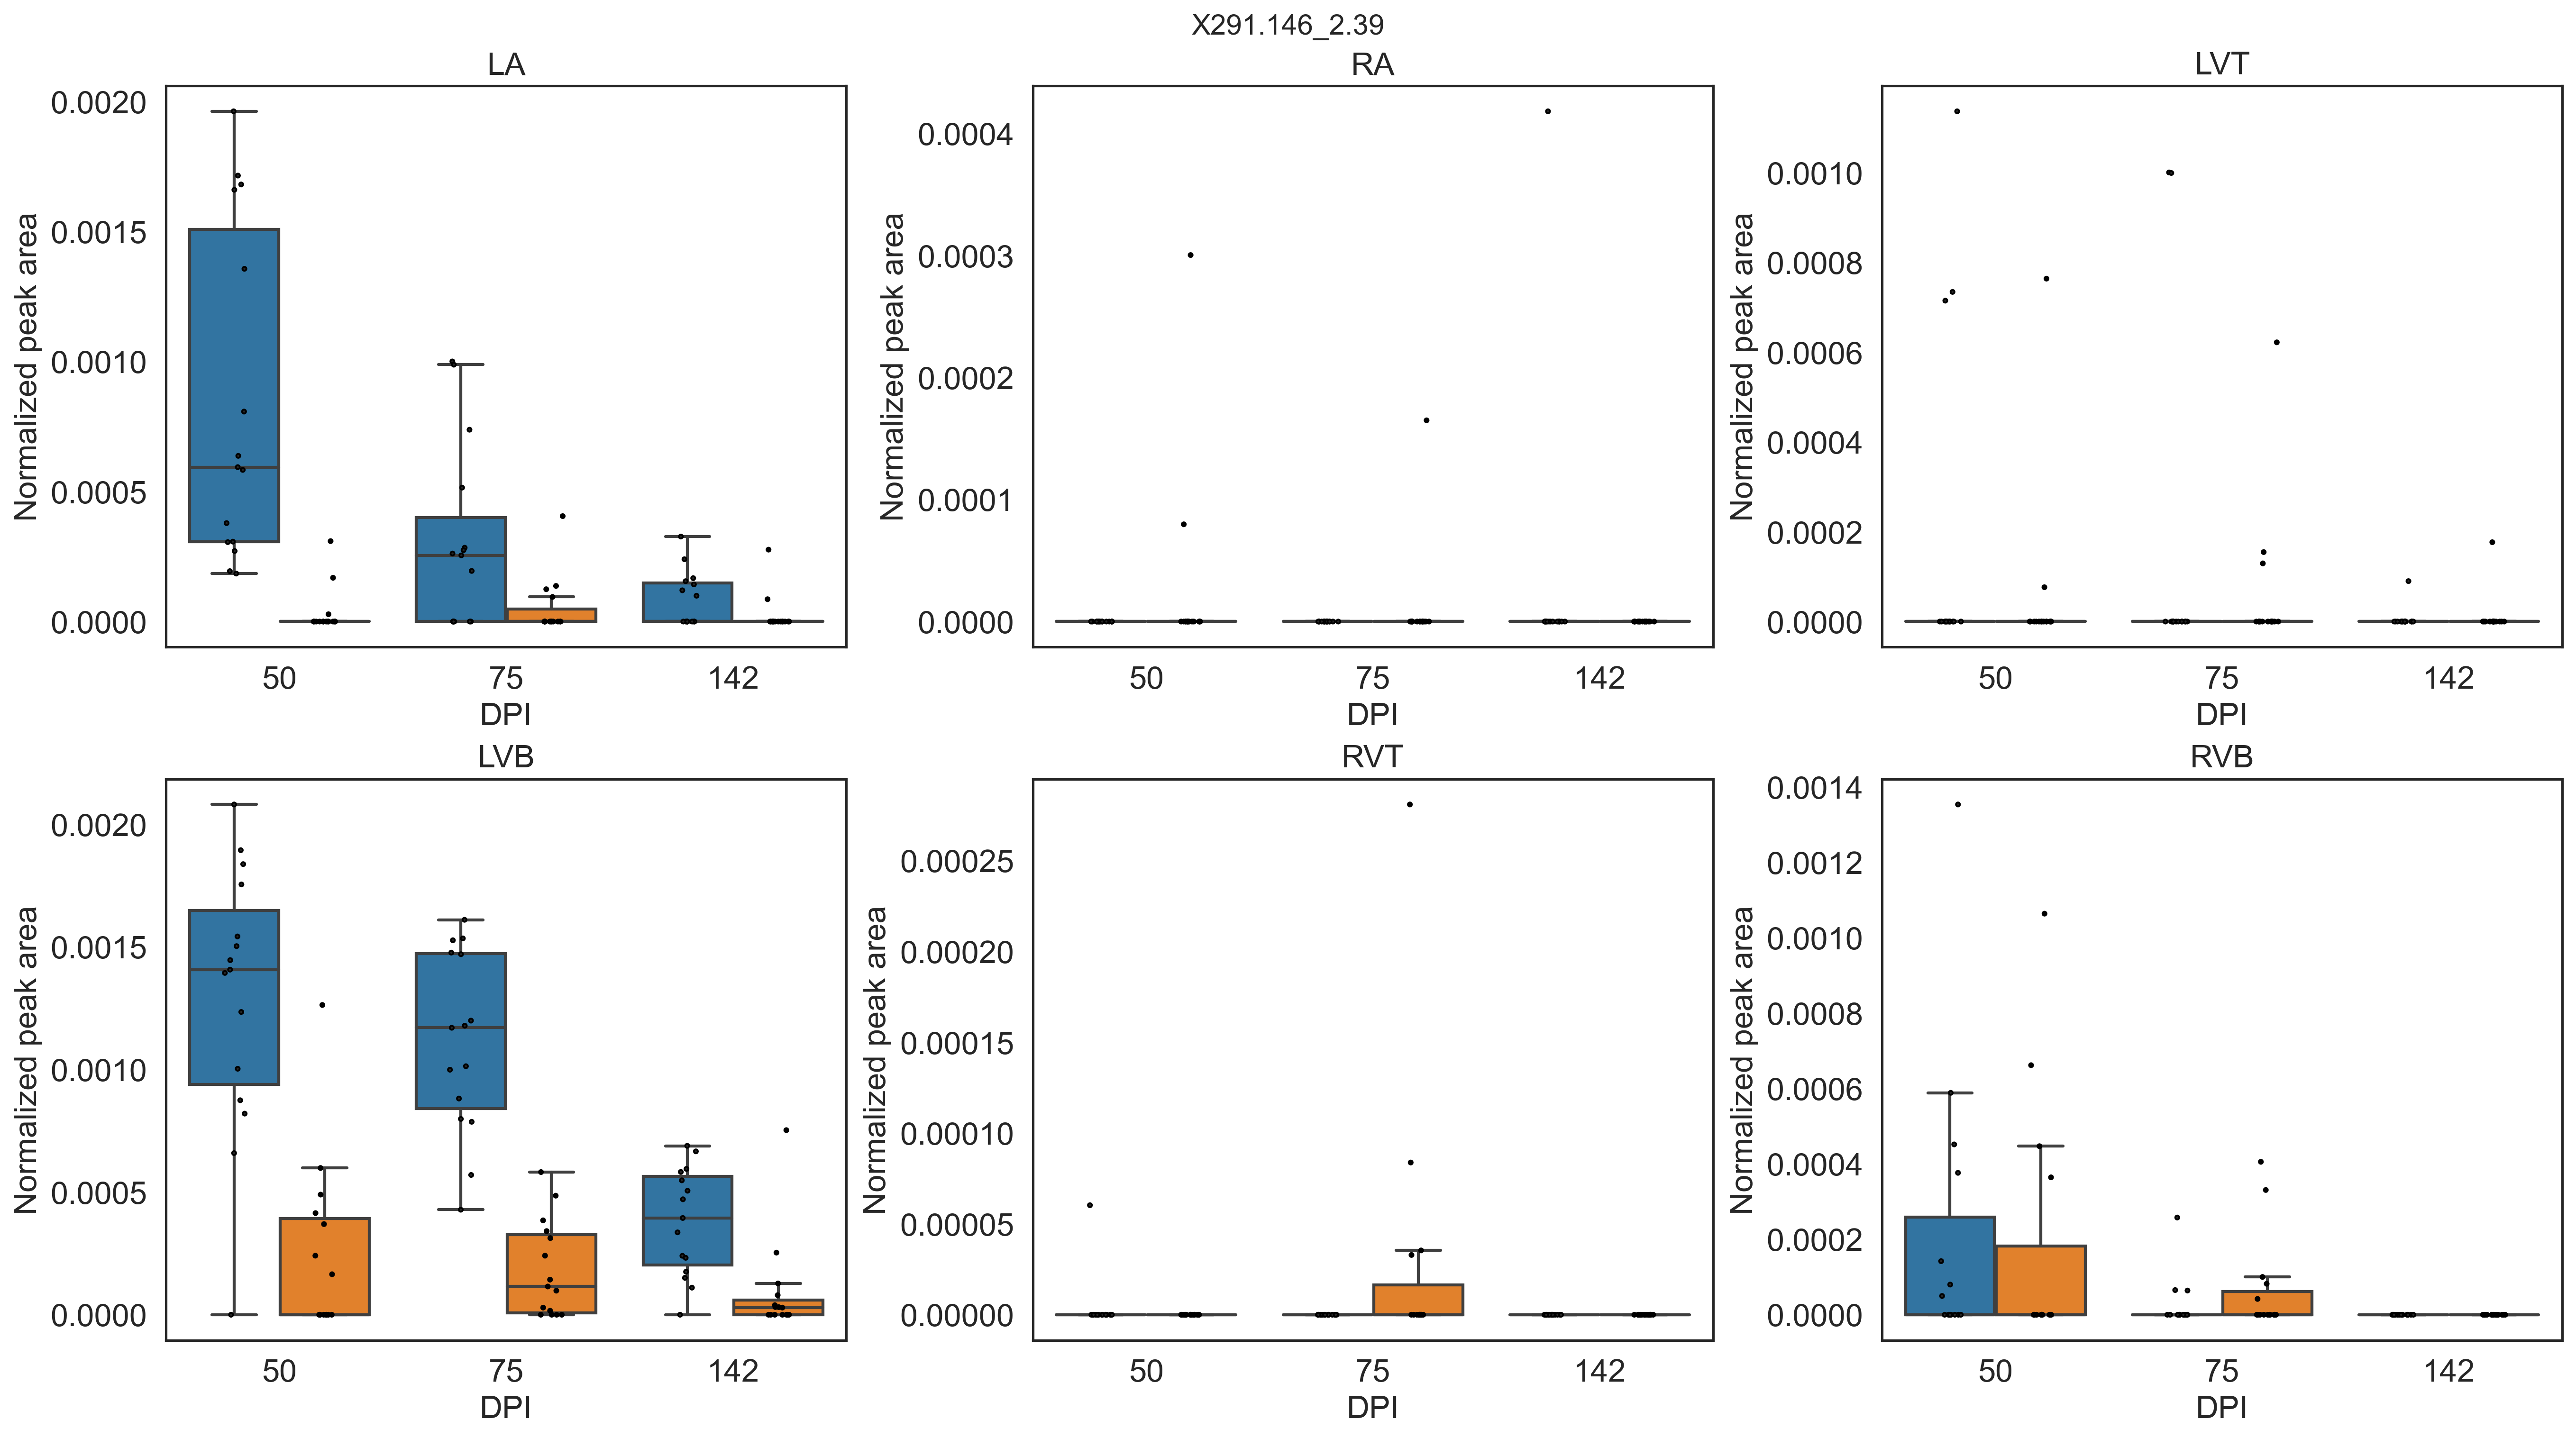 X291.146_2.39
LA
Normalized peak area
0.0020
0.0015
0.0010
0.0005
0.0000
50 75 142
DPI
RA
Normalized peak area
0.0004
0.0003
0.0002
0.0001
0.0000
50 75 142
DPI
LVT
Normalized peak area
0.0010
0.0008
0.0006
0.0004
0.0002
0.0000
50 75 142
DPI
LVB
Normalized peak area
0.0020
0.0015
0.0010
0.0005
0.0000
50 75 142
DPI
RVT
Normalized peak area
0.00025
0.00020
0.00015
0.00010
0.00005
0.00000
50 75 142
DPI
RVB
Normalized peak area
0.0014
0.0012
0.0010
0.0008
0.0006
0.0004
0.0002
0.0000
50 75 142
DPI